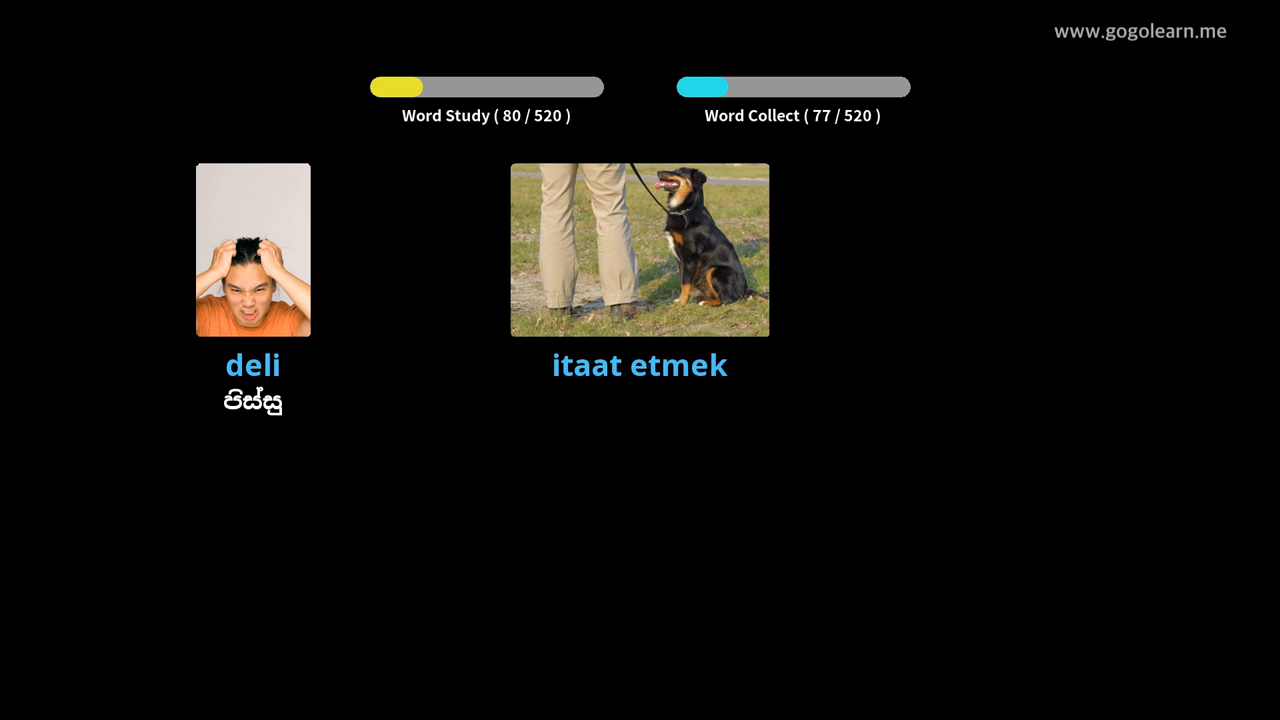 www.gogolearn.me
Word Study ( 80 / 520 )
Word Collect ( 77 / 520 )
deli
පිස්සු
itaat etmek